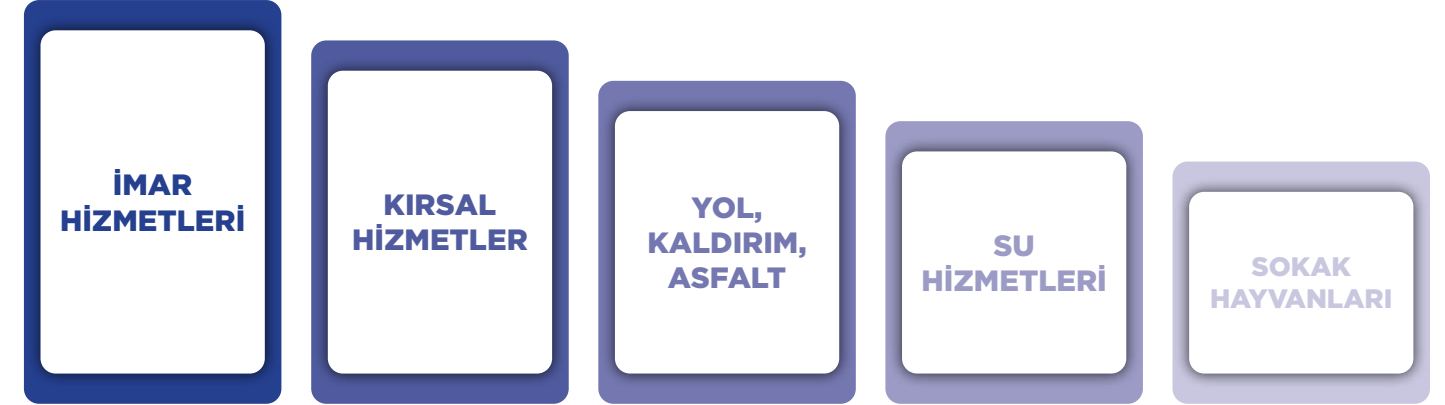 İMAR
HİZMETLERİ
KIRSAL
HİZMETLER
YOL,
KALDIRIM,
ASFALT
SU
HİZMETLERİ
SOKAK
HAYVANLARI